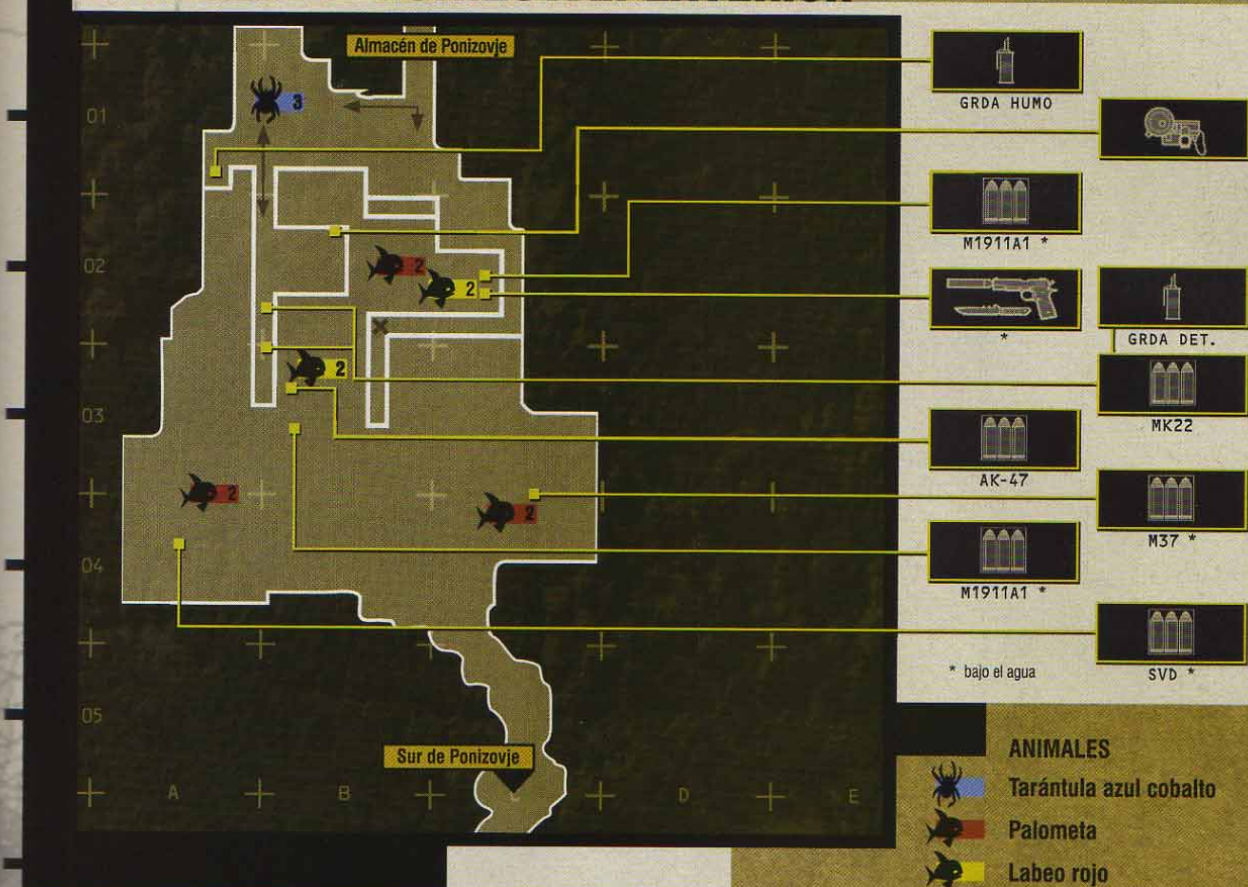 Almacén de Ponizovje
01
02
03
04
05
3
2
2
2
2
2
A
B
C
D
E
Sur de Ponizovje
GRDA HUMO
M1911A1 *
*
GRDA DET.
MK22
AK-47
M37 *
M1911A1 *
SVD *
* bajo el agua
ANIMALES
Tarántula azul cobalto
Palometa
Labeo rojo